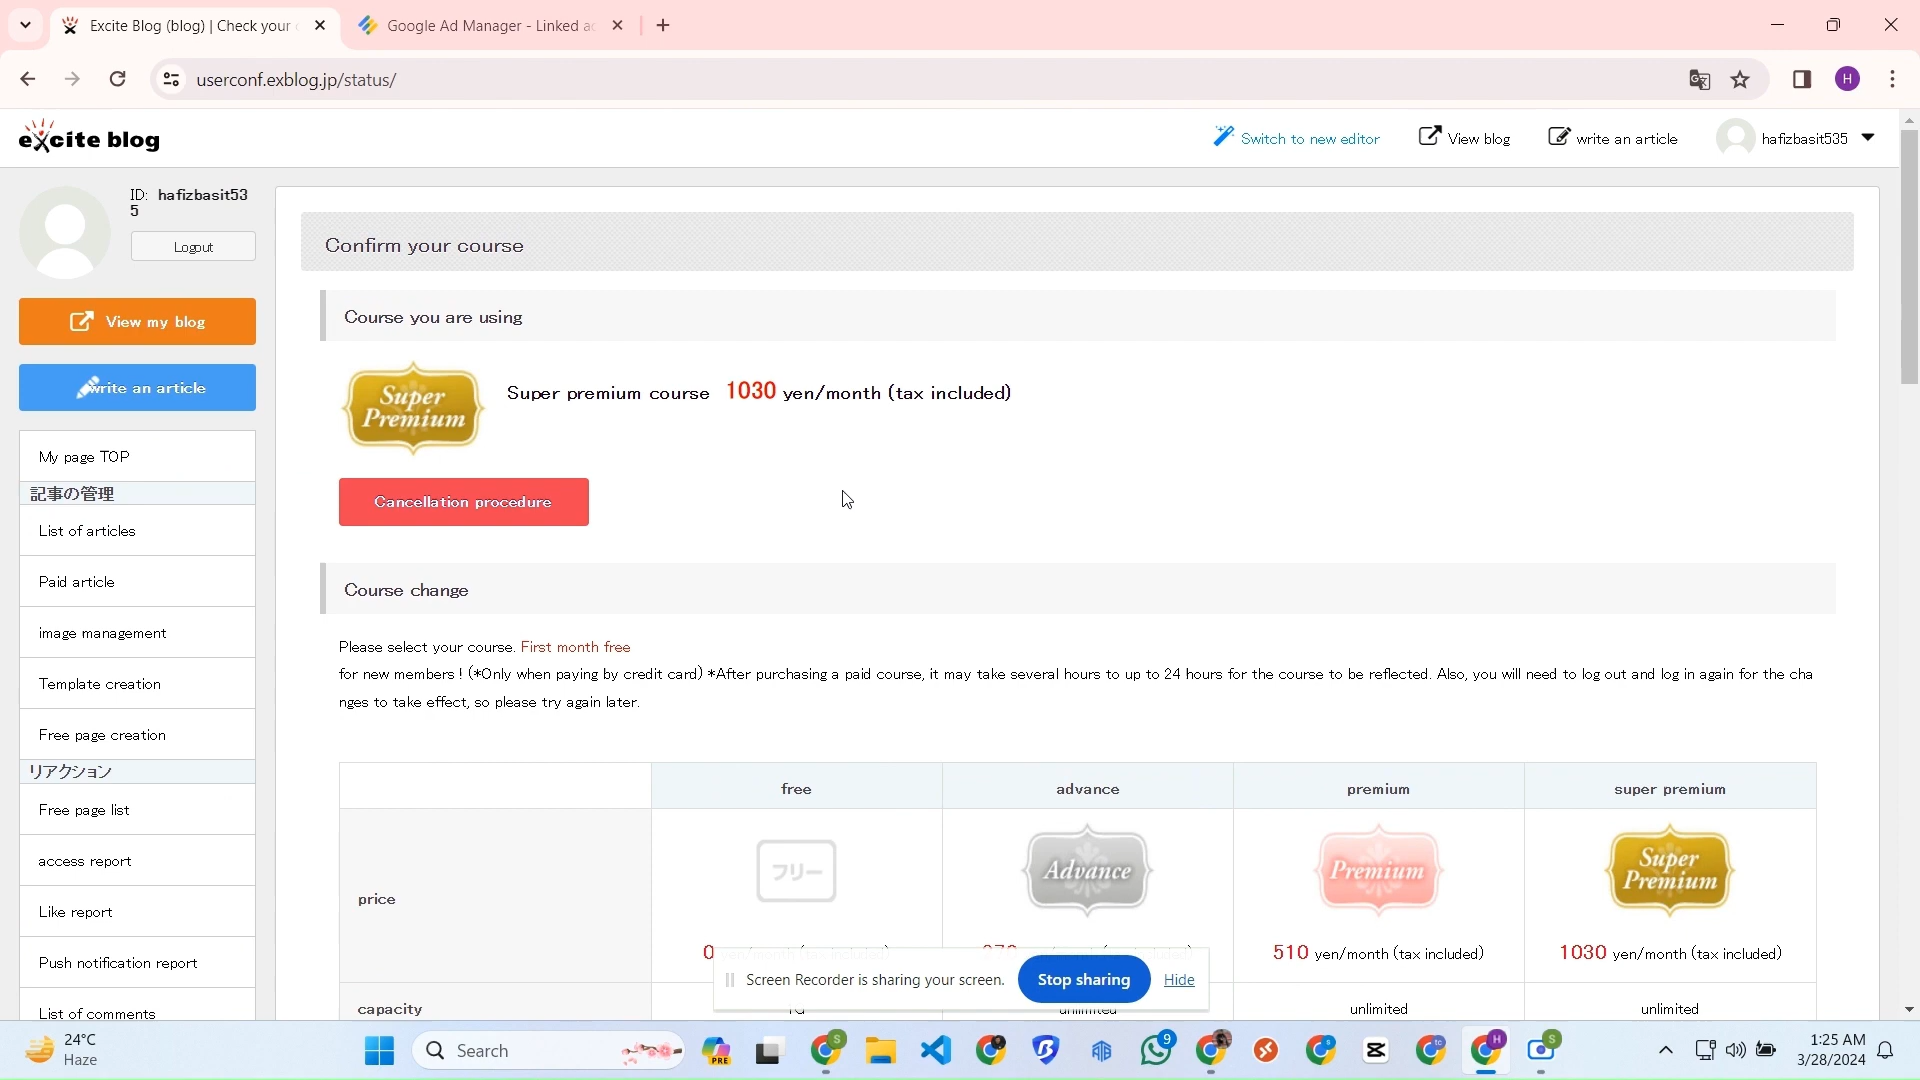 Excite Blog (blog) | Check your
Google Ad Manager - Linked a
userconf.exblog.jp/status/
H
excite blog
Switch to new editor
View blog
write an article
hafizbasit535
ID: hafizbasit53
5
Logout
View my blog
write an article
My page TOP
記事の管理
List of articles
Paid article
image management
Template creation
Free page creation
リアクション
Free page list
access report
Like report
Push notification report
List of comments
Confirm your course
Course you are using
Super Premium
Super premium course 1030 yen/month (tax included)
Cancellation procedure
Course change
Please select your course. First month free
for new members ! (*Only when paying by credit card) *After purchasing a paid course, it may take several hours to up to 24 hours for the course to be reflected. Also, you will need to log out and log in again for the cha
nges to take effect, so please try again later.
free advance premium super premium
price
フリー
Advance
Premium
Super Premium
0
510 yen/month (tax included)
1030 yen/month (tax included)
capacity
unlimited
unlimited
unlimited
Screen Recorder is sharing your screen.
Stop sharing
Hide
24°C
Haze
Search
PRE
S
9
S
tc
H
S
1:25 AM
3/28/2024